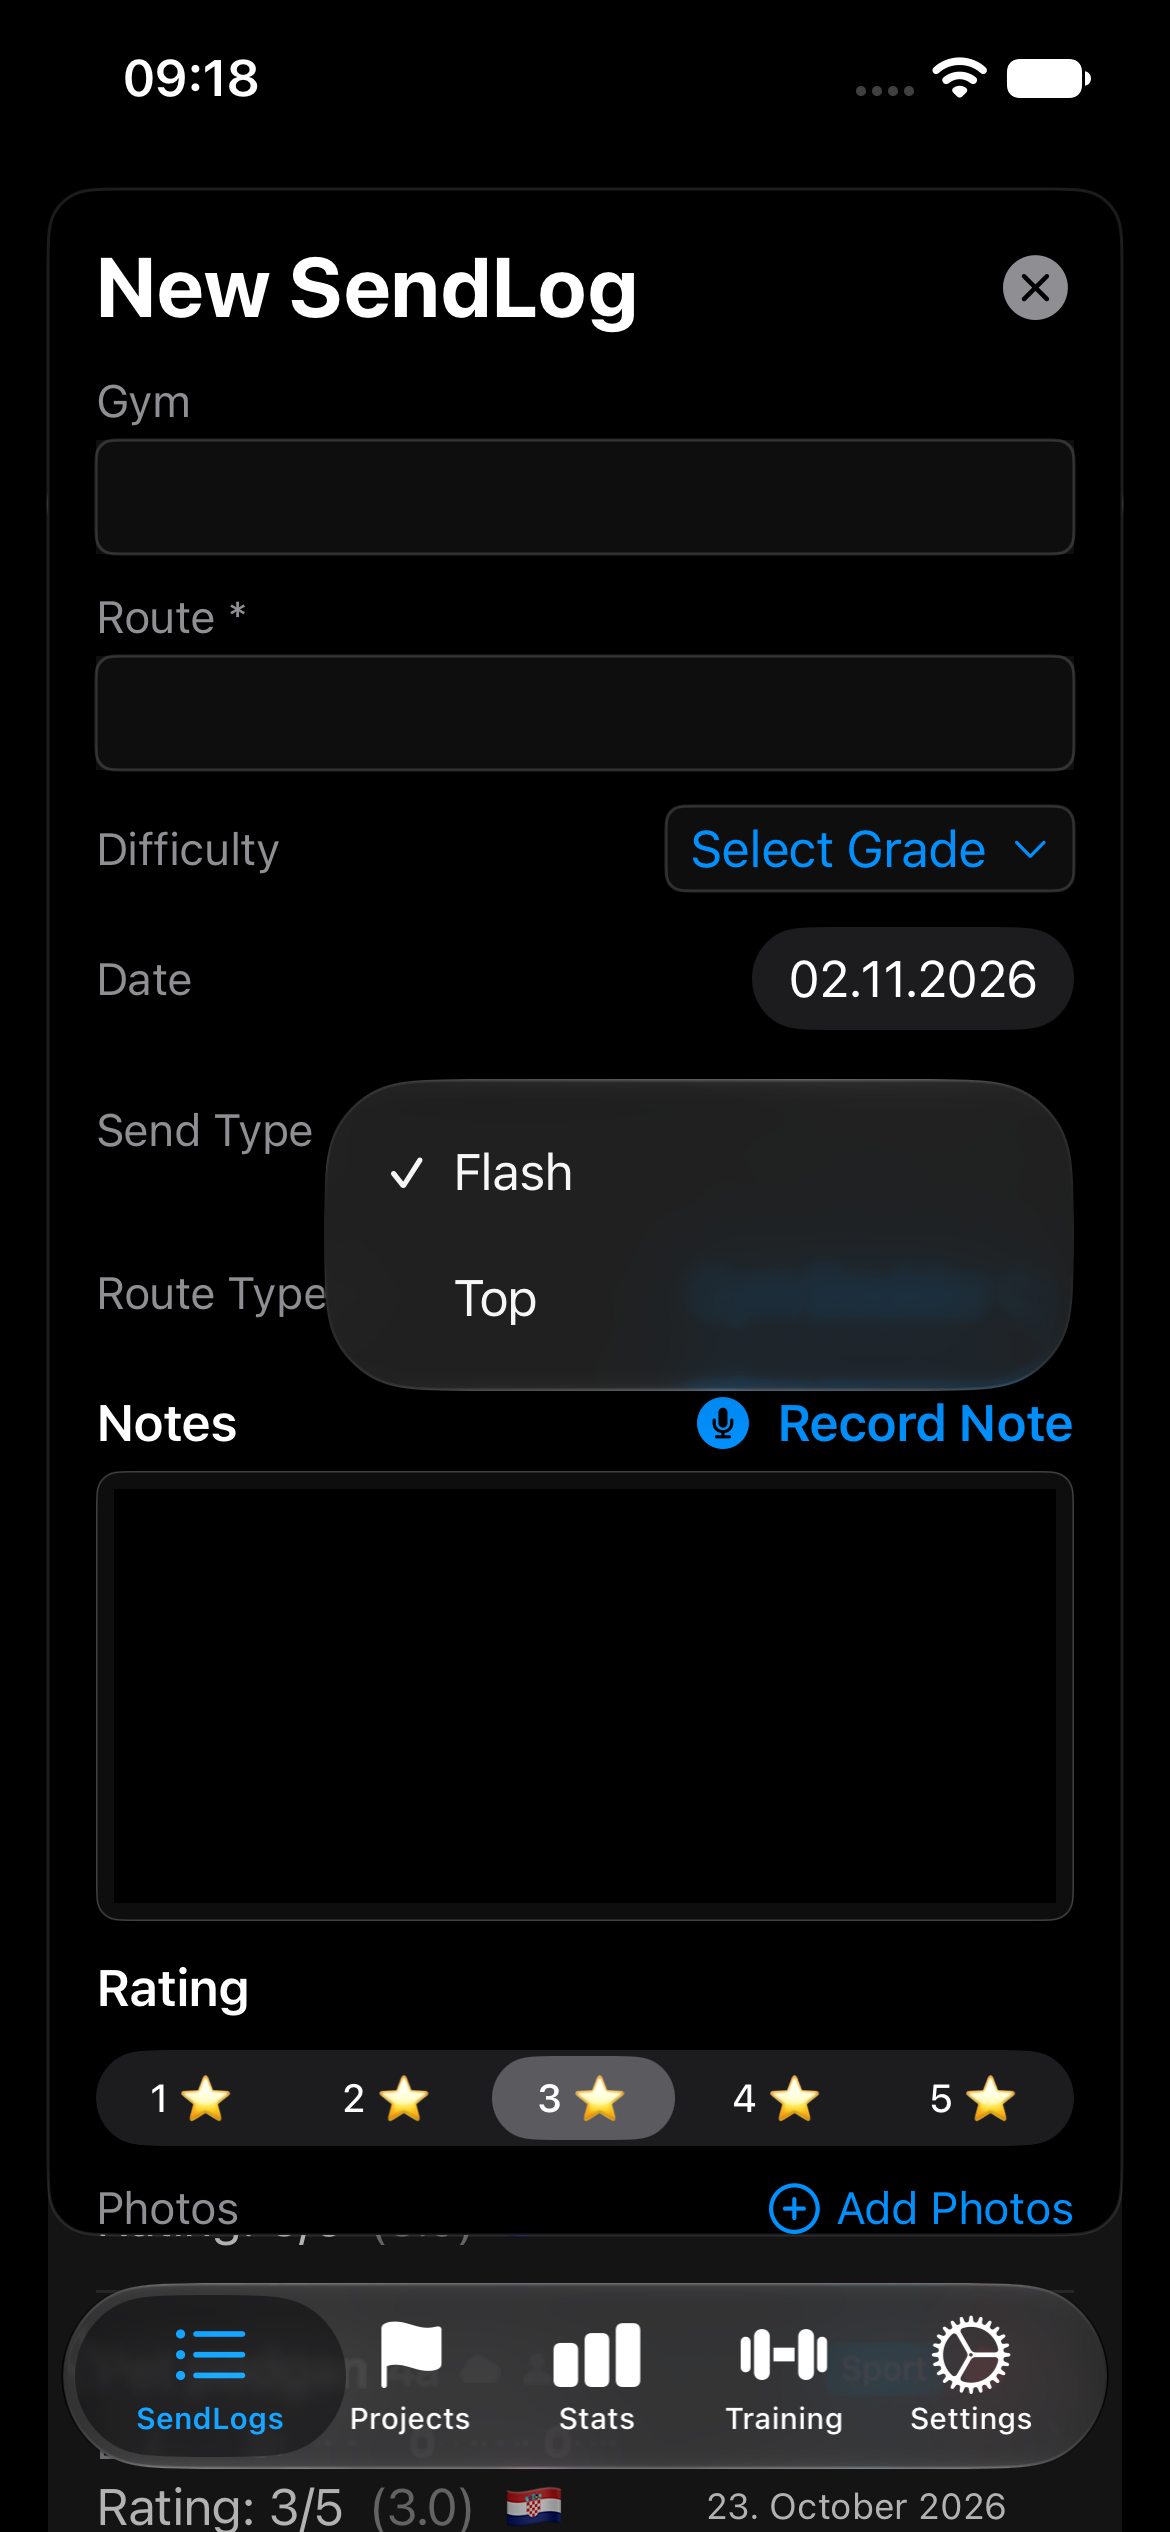 09:18
New SendLog
Gym
Route *
Difficulty
Select Grade
Date
02.11.2026
Send Type
Flash
Route Type
Top
Notes
Record Note
Rating
1 ⭐ 2 ⭐ 3 ⭐ 4 ⭐ 5 ⭐
Photos
Add Photos
Sport
SendLogs Projects Stats Training Settings
Rating: 3/5 (3.0) 🇭🇷 23. October 2026